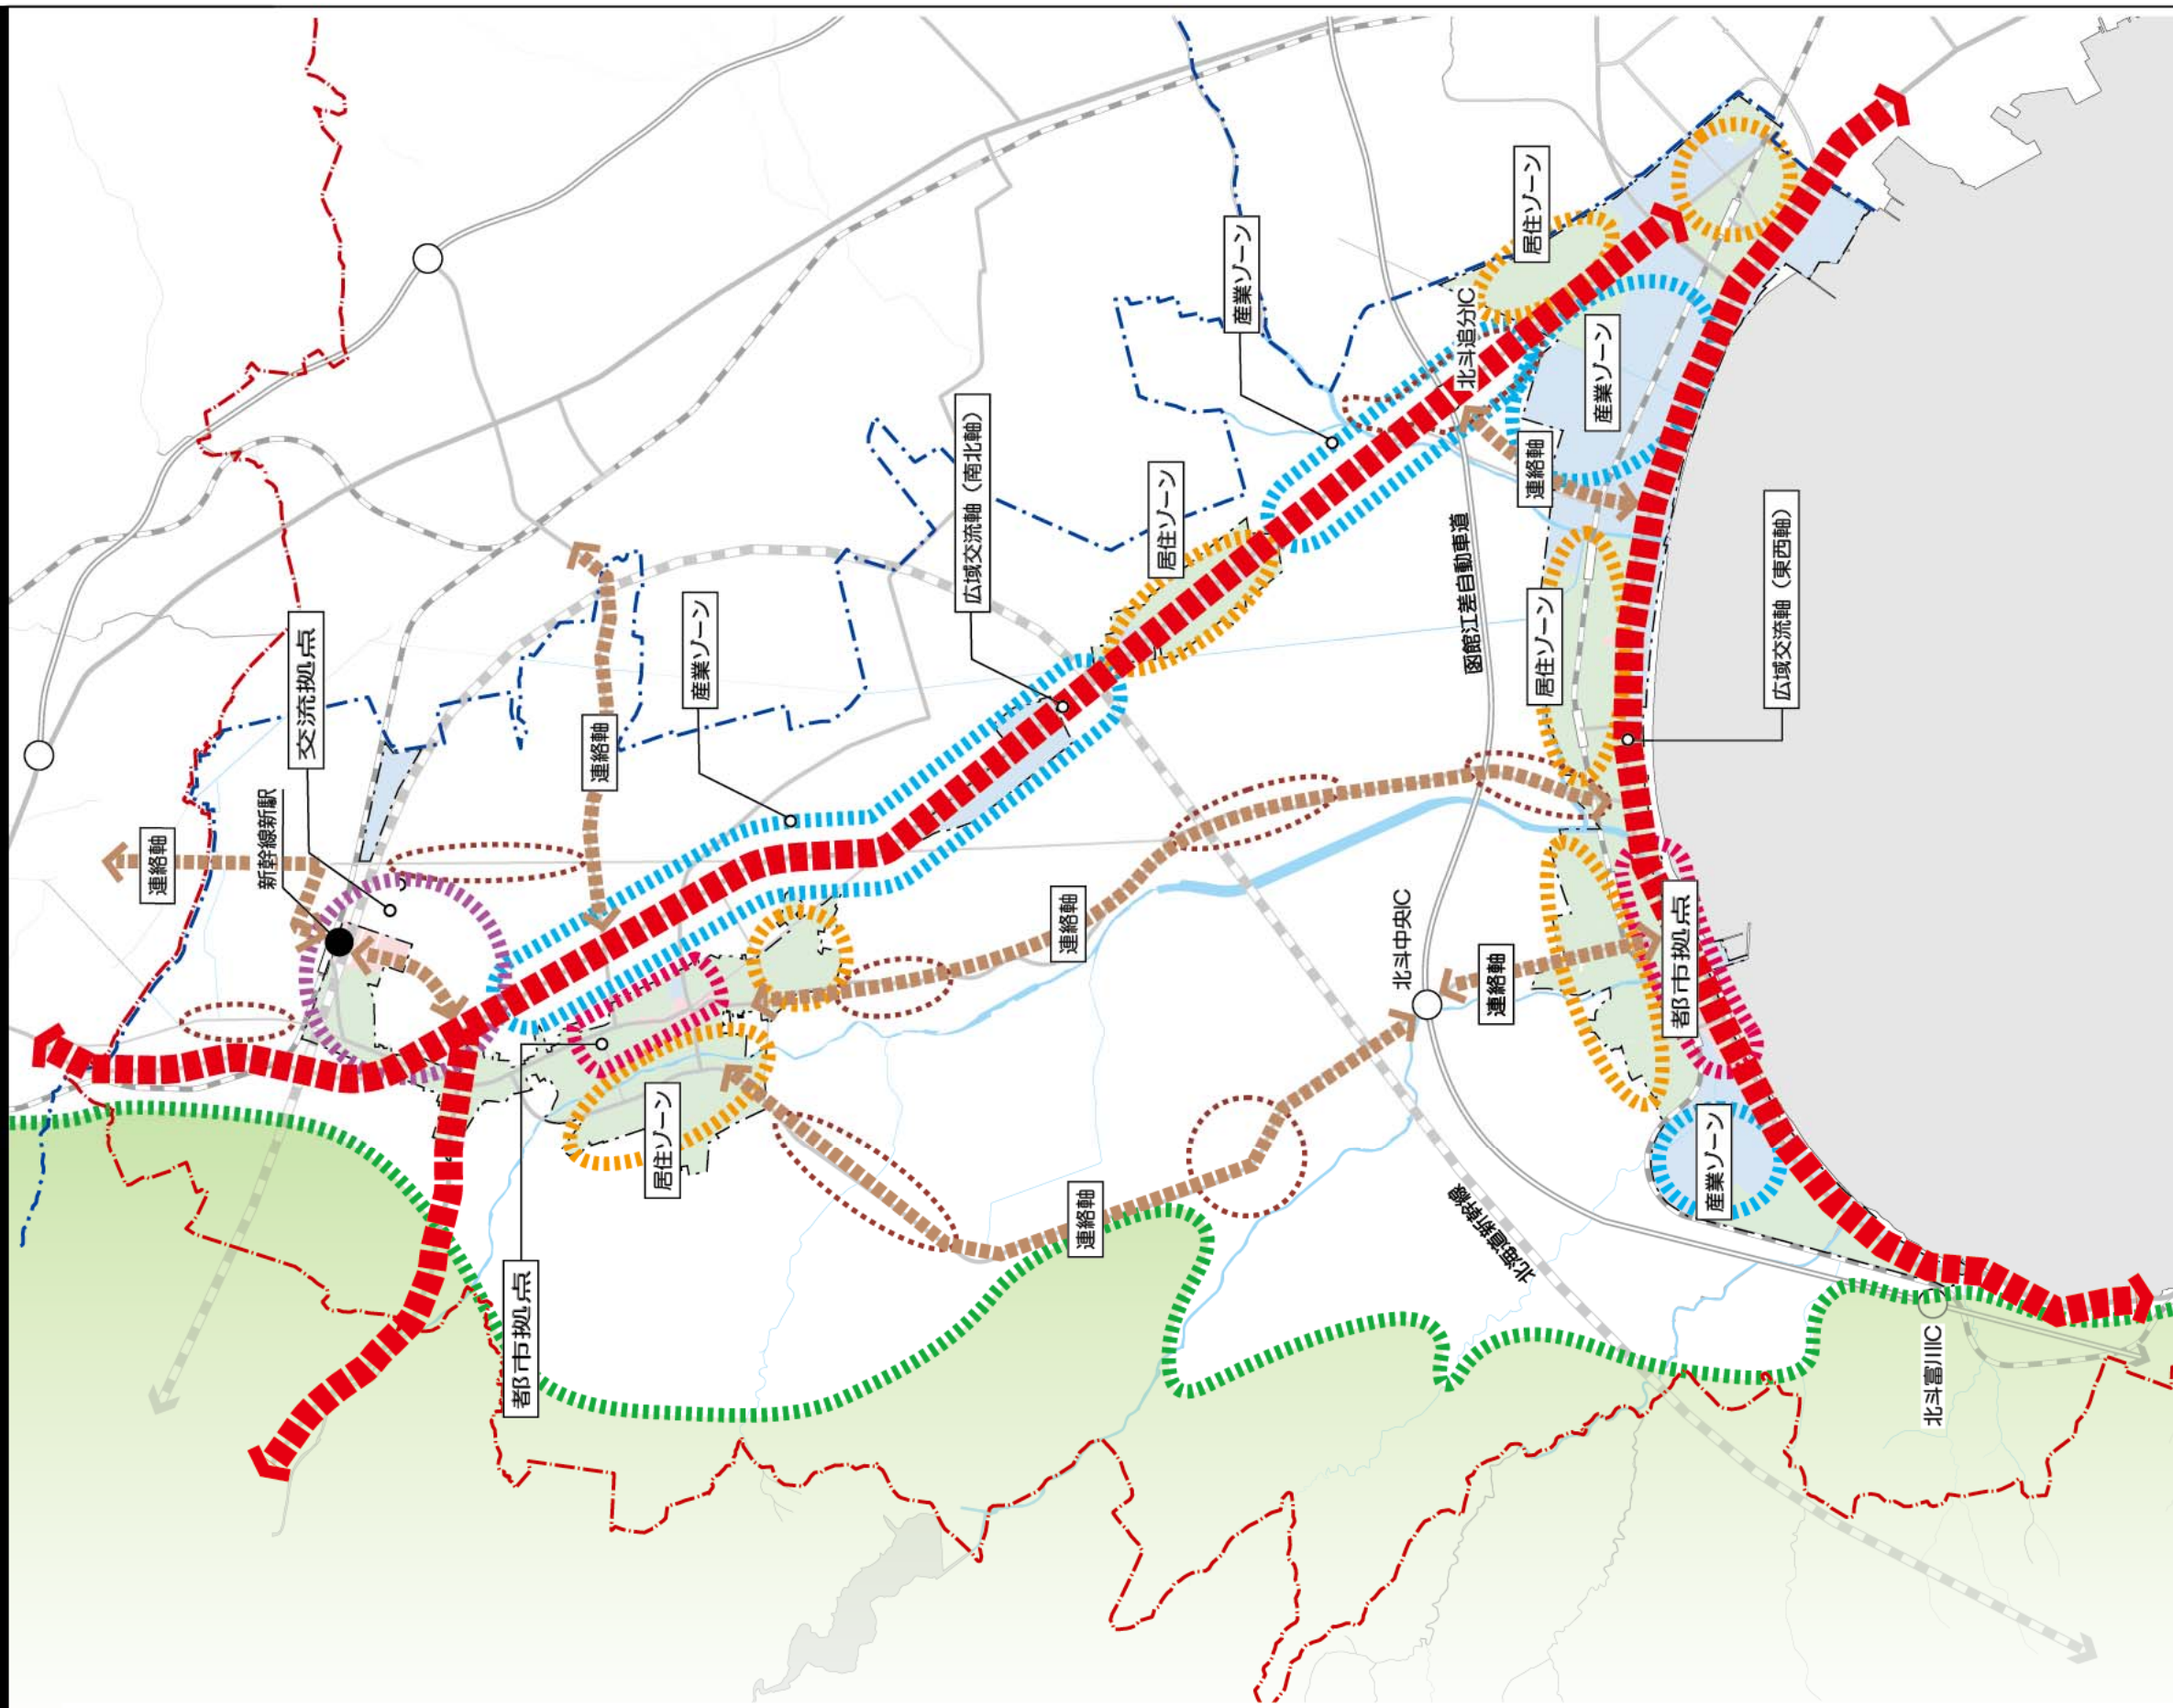 連絡軸
新幹線新駅
交流拠点
連絡軸
産業ゾーン
都市拠点
居住ゾーン
広域交流軸（南北軸）
連絡軸
連絡軸
居住ゾーン
産業ゾーン
北斗追分IC
居住ゾーン
産業ゾーン
連絡軸
函館江差自動車道
居住ゾーン
広域交流軸（東西軸）
北斗中央IC
連絡軸
都市拠点
産業ゾーン
北海道新幹線
北斗富川IC